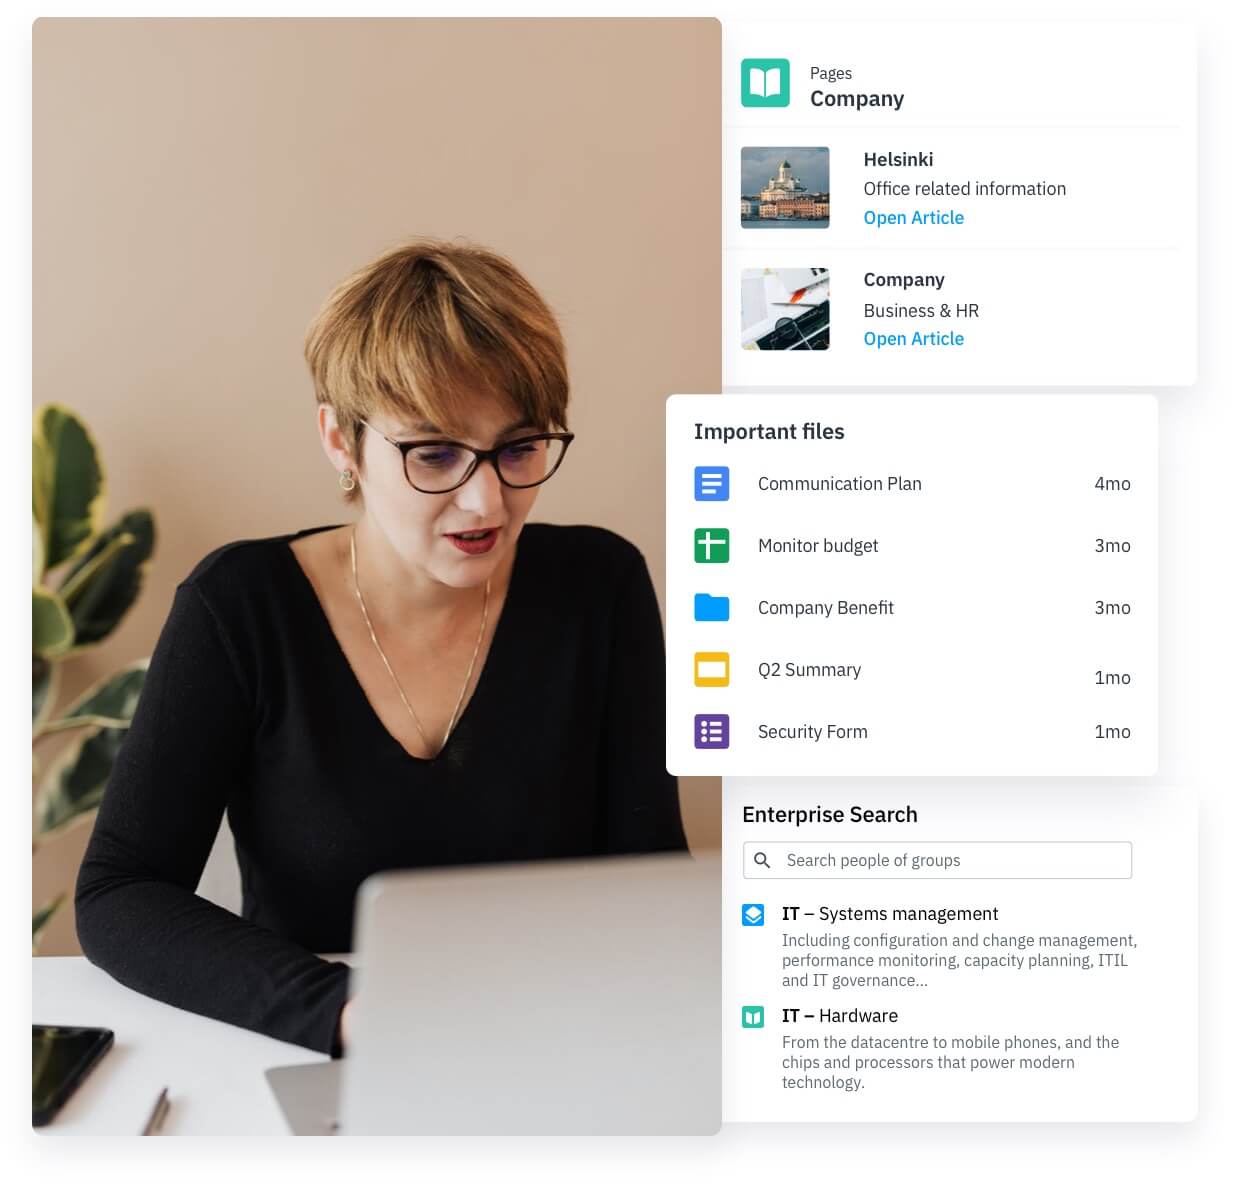 Pages
Company
Helsinki
Office related information
Open Article
Company
Business & HR
Open Article
Important files
Communication Plan 4mo
Monitor budget 3mo
Company Benefit 3mo
Q2 Summary 1mo
Security Form 1mo
Enterprise Search
Search people of groups
IT – Systems management
Including configuration and change management,
performance monitoring, capacity planning, ITIL
and IT governance...
IT – Hardware
From the datacentre to mobile phones, and the
chips and processors that power modern
technology.